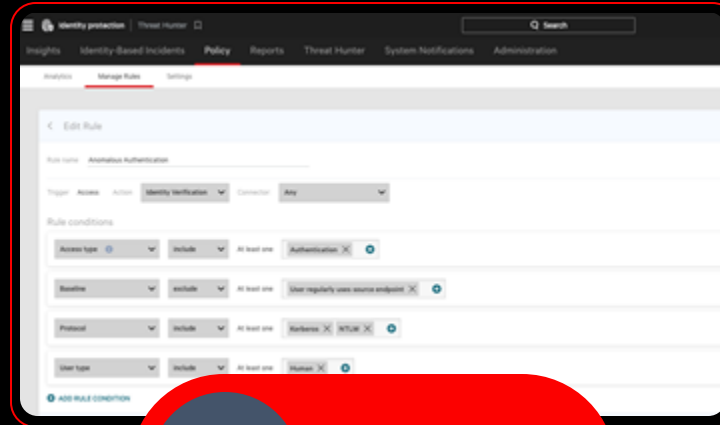 Identity protection | Threat Hunter Search
Insights Identity-Based Incidents Policy Reports Threat Hunter System Notifications Administration
Analytics Manage Rules Settings
< Edit Rule
Rule name Anomalous Authentication
Trigger Access Action Identity Verification Connector Any
Rule conditions
Access type include At least one Authentication
Baseline exclude At least one User regularly uses source endpoint
Protocol include At least one Kerberos NTLM
User type include At least one Human
ADD RULE CONDITION